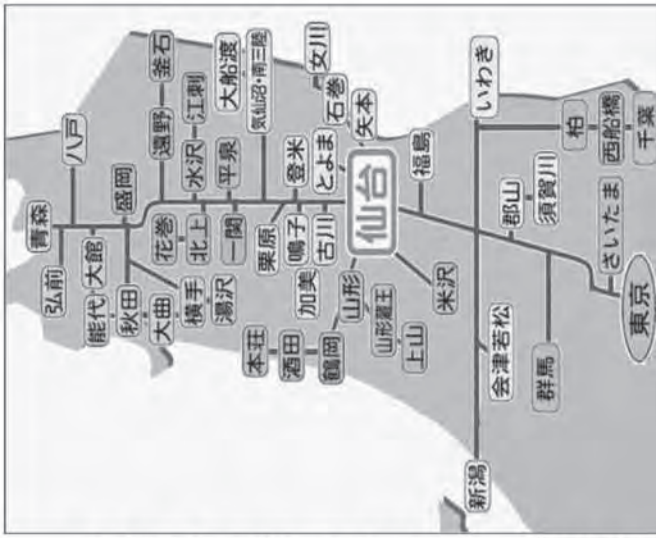 青森
八戸
弘前
大館
能代
秋田
盛岡
大曲
横手
湯沢
遠野
釜石
花巻
水沢
江刺
北上
平泉
一関
大船渡
気仙沼・南三陸
栗原
登米
鳴子
加美
古川
とよま
石巻
女川
矢本
仙台
本荘
酒田
鶴岡
山形
山形蔵王
上山
米沢
福島
いわき
新潟
会津若松
郡山
須賀川
柏
西船橋
千葉
群馬
さいたま
東京